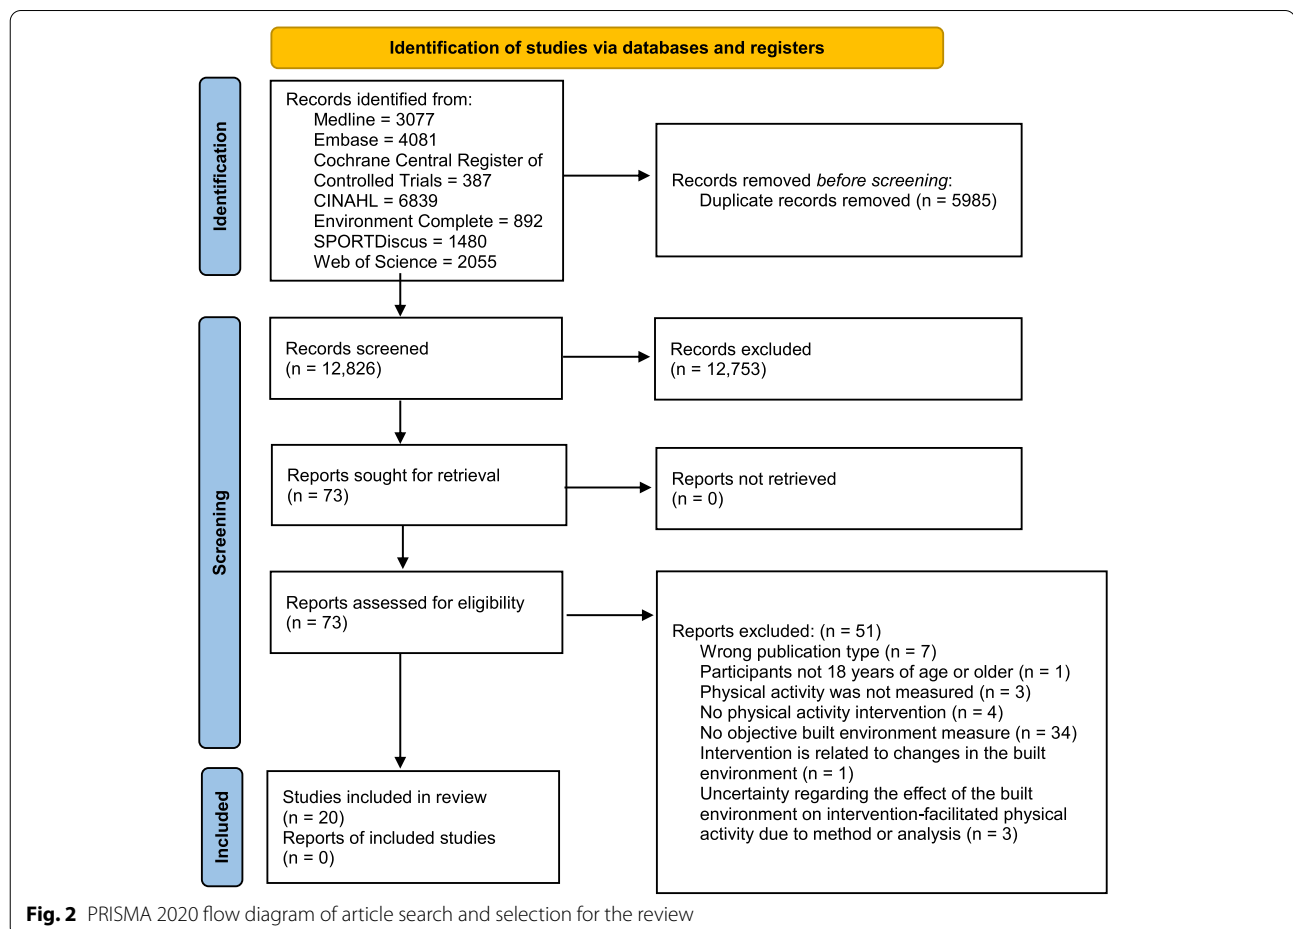 Identification of studies via databases and registers
Identification
Records identified from:
Medline = 3077
Embase = 4081
Cochrane Central Register of
Controlled Trials = 387
CINAHL = 6839
Environment Complete = 892
SPORTDiscus = 1480
Web of Science = 2055
Records removed before screening:
Duplicate records removed (n = 5985)
Screening
Records screened
(n = 12,826)
Records excluded
(n = 12,753)
Reports sought for retrieval
(n = 73)
Reports not retrieved
(n = 0)
Reports assessed for eligibility
(n = 73)
Reports excluded: (n = 51)
Wrong publication type (n = 7)
Participants not 18 years of age or older (n = 1)
Physical activity was not measured (n = 3)
No physical activity intervention (n = 4)
No objective built environment measure (n = 34)
Intervention is related to changes in the built
environment (n = 1)
Uncertainty regarding the effect of the built
environment on intervention-facilitated physical
activity due to method or analysis (n = 3)
Included
Studies included in review
(n = 20)
Reports of included studies
(n = 0)
Fig. 2 PRISMA 2020 flow diagram of article search and selection for the review